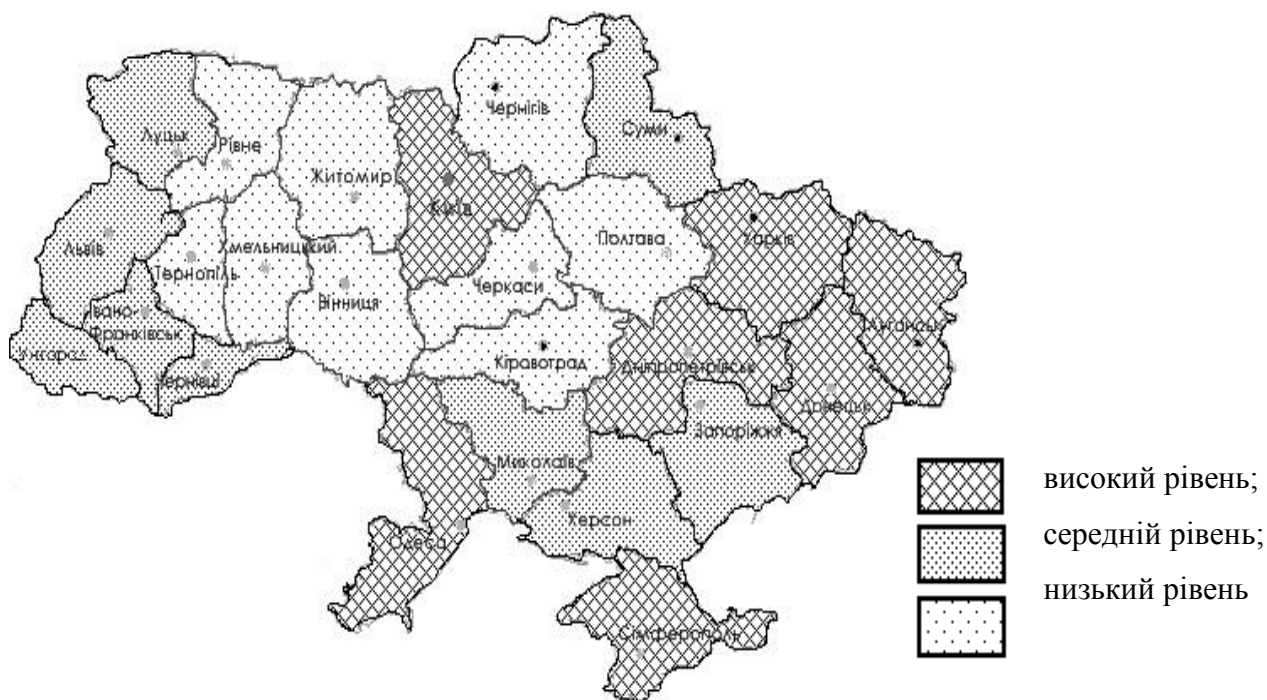 Чернігів
Суми
Луцьк
Рівне
Житомир
Київ
Львів
Тернопіль
Хмельницький
Вінниця
Черкаси
Полтава
Харків
Луганськ
Івано-
Франківськ
Ужгород
Чернівці
Кіровоград
Дніпропетрівськ
Донецьк
Запоріжжя
Миколаїв
Херсон
Одеса
Сімферополь
високий рівень;
середній рівень;
низький рівень